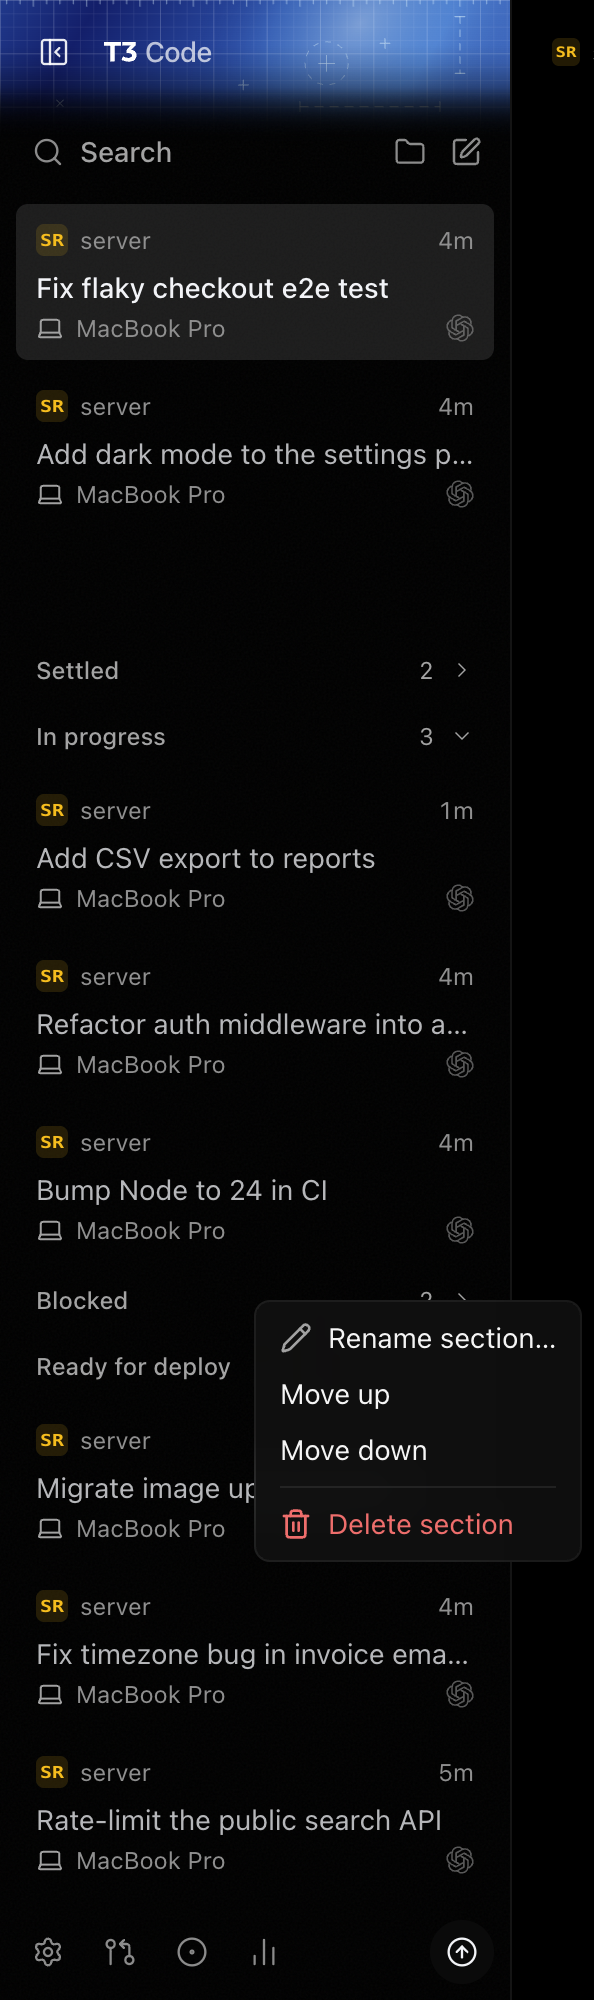 T3 Code
SR
Search
SR server 4m
Fix flaky checkout e2e test
MacBook Pro
SR server 4m
Add dark mode to the settings p...
MacBook Pro
Settled 2
In progress 3
SR server 1m
Add CSV export to reports
MacBook Pro
SR server 4m
Refactor auth middleware into a...
MacBook Pro
SR server 4m
Bump Node to 24 in CI
MacBook Pro
Blocked
Ready for deploy
Rename section...
Move up
Move down
Delete section
SR server
Migrate image up
MacBook Pro
SR server 4m
Fix timezone bug in invoice ema...
MacBook Pro
SR server 5m
Rate-limit the public search API
MacBook Pro